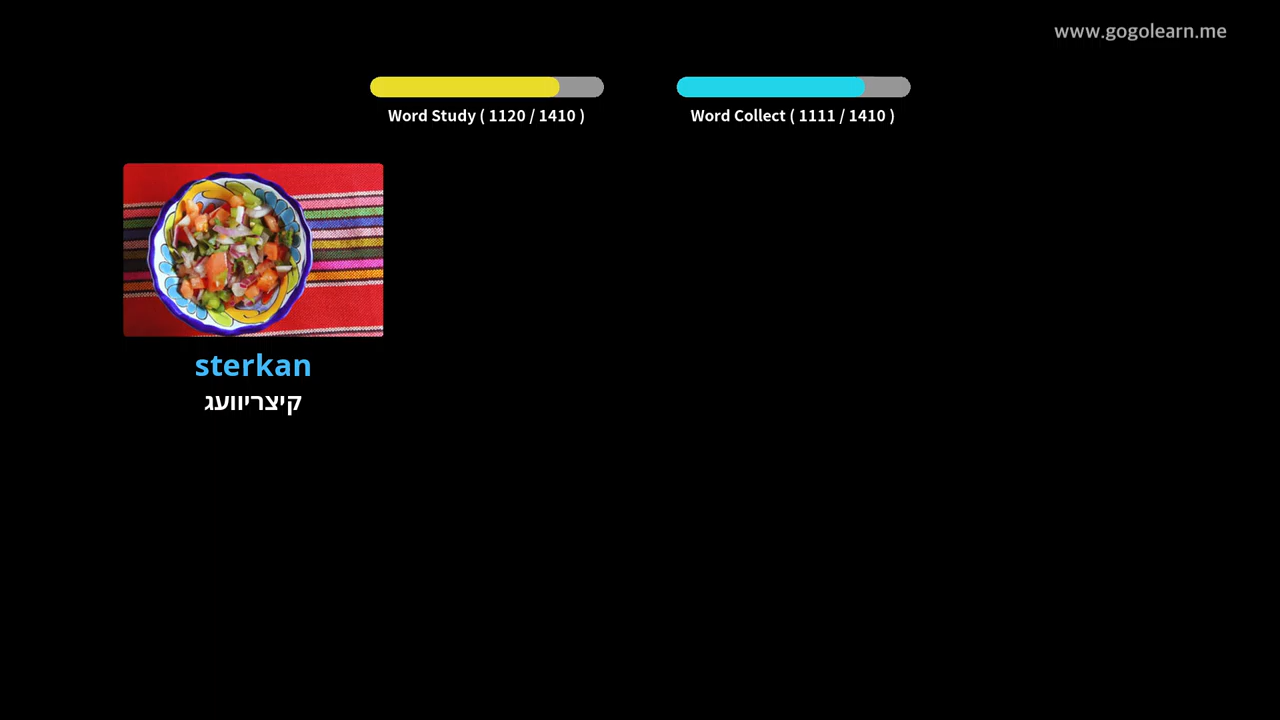 www.gogolearn.me
Word Study ( 1120 / 1410 )
Word Collect ( 1111 / 1410 )
sterkan
קיצריוועג